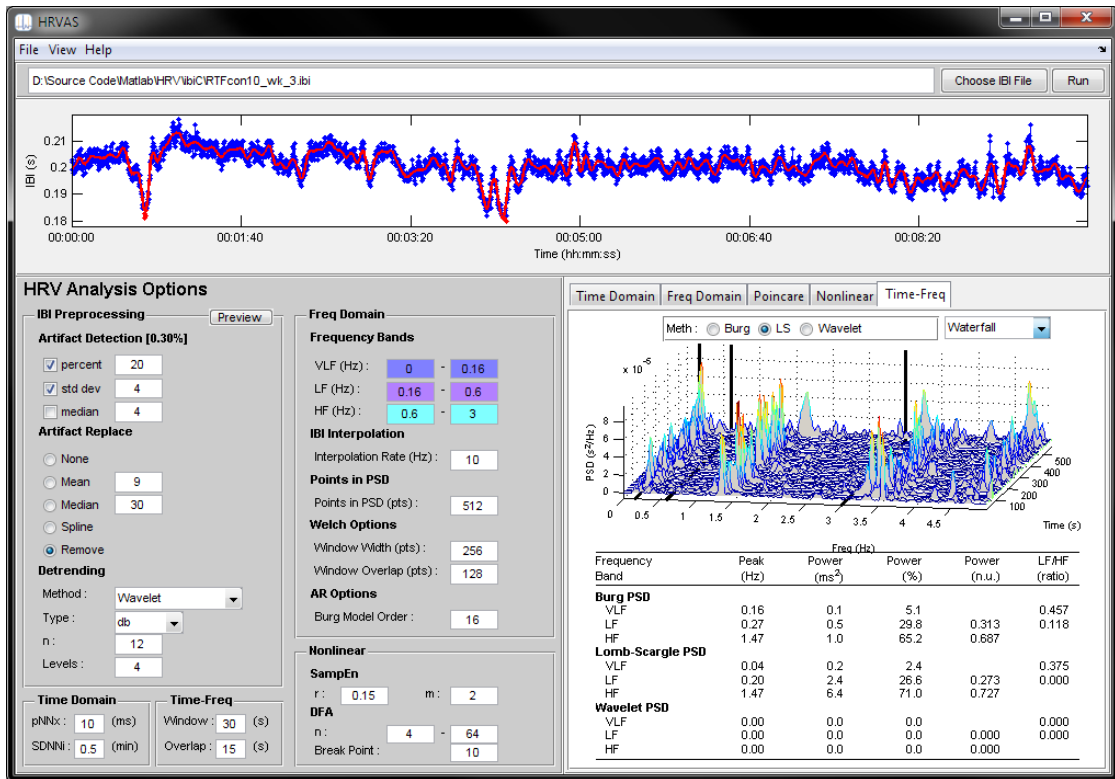 HRVAS
File View Help
D:\Source Code\Matlab\HRV\ibiC\RTFcon10_wk_3.ibi
Choose IBI File
Run
0.21
0.2
0.19
0.18
IBI (s)
00:00:00 00:01:40 00:03:20 00:05:00 00:06:40 00:08:20
Time (hh:mm:ss)
HRV Analysis Options
IBI Preprocessing
Preview
Artifact Detection [0.30%]
percent 20
std dev 4
median 4
Artifact Replace
None
Mean 9
Median 30
Spline
Remove
Detrending
Method : Wavelet
Type : db
n : 12
Levels : 4
Time Domain
pNNx : 10 (ms)
SDNNi : 0.5 (min)
Time-Freq
Window : 30 (s)
Overlap : 15 (s)
Freq Domain
Frequency Bands
VLF (Hz) : 0 - 0.16
LF (Hz) : 0.16 - 0.6
HF (Hz) : 0.6 - 3
IBI Interpolation
Interpolation Rate (Hz) : 10
Points in PSD
Points in PSD (pts) : 512
Welch Options
Window Width (pts) : 256
Window Overlap (pts) : 128
AR Options
Burg Model Order : 16
Nonlinear
SampEn
r : 0.15 m : 2
DFA
n : 4 - 64
Break Point : 10
Time Domain Freq Domain Poincare Nonlinear Time-Freq
Meth : Burg LS Wavelet
Waterfall
x 10-5
8
6
4
2
0
PSD (s2/Hz)
0 0.5 1 1.5 2 2.5 3 3.5 4 4.5
Freq (Hz)
100 200 300 400 500
Time (s)
Frequency Peak Power Power Power LF/HF
Band (Hz) (ms2) (%) (n.u.) (ratio)
Burg PSD
VLF 0.16 0.1 5.1 0.457
LF 0.27 0.5 29.8 0.313 0.118
HF 1.47 1.0 65.2 0.687
Lomb-Scargle PSD
VLF 0.04 0.2 2.4 0.375
LF 0.20 2.4 26.6 0.273 0.000
HF 1.47 6.4 71.0 0.727
Wavelet PSD
VLF 0.00 0.0 0.0 0.000
LF 0.00 0.0 0.0 0.000 0.000
HF 0.00 0.0 0.0 0.000